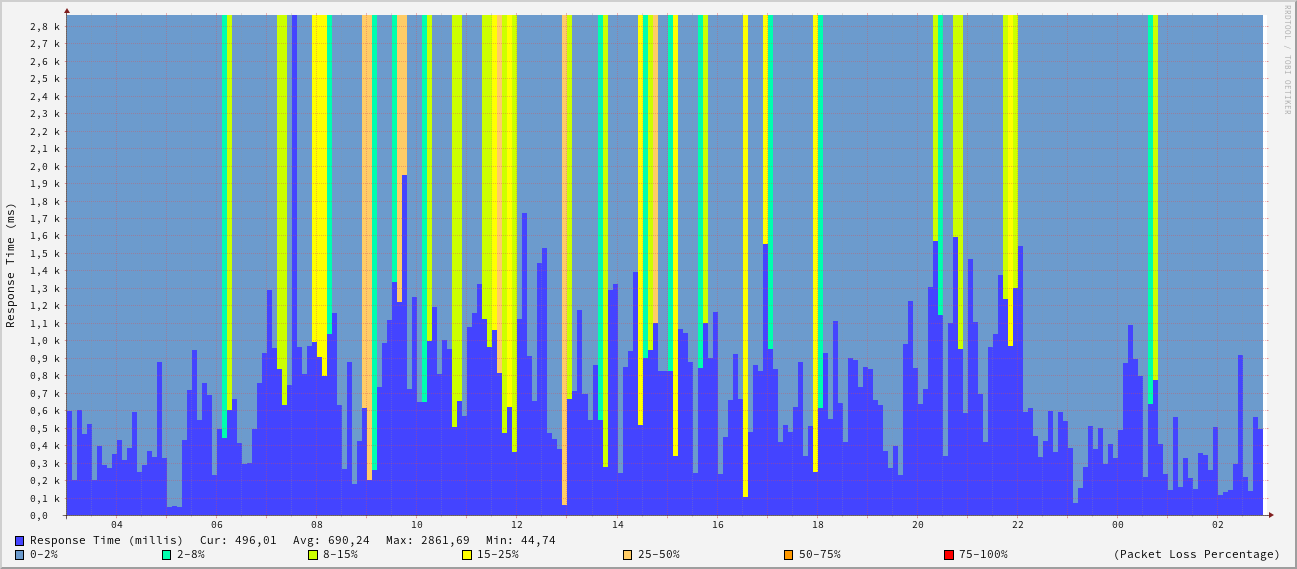 RRDTOOL / TOBI OETIKER
Response Time (ms)
2,8 k
2,7 k
2,6 k
2,5 k
2,4 k
2,3 k
2,2 k
2,1 k
2,0 k
1,9 k
1,8 k
1,7 k
1,6 k
1,5 k
1,4 k
1,3 k
1,2 k
1,1 k
1,0 k
0,9 k
0,8 k
0,7 k
0,6 k
0,5 k
0,4 k
0,3 k
0,2 k
0,1 k
0,0
04 06 08 10 12 14 16 18 20 22 00 02
Response Time (millis) Cur: 496,01 Avg: 690,24 Max: 2861,69 Min: 44,74
0-2% 2-8% 8-15% 15-25% 25-50% 50-75% 75-100% (Packet Loss Percentage)